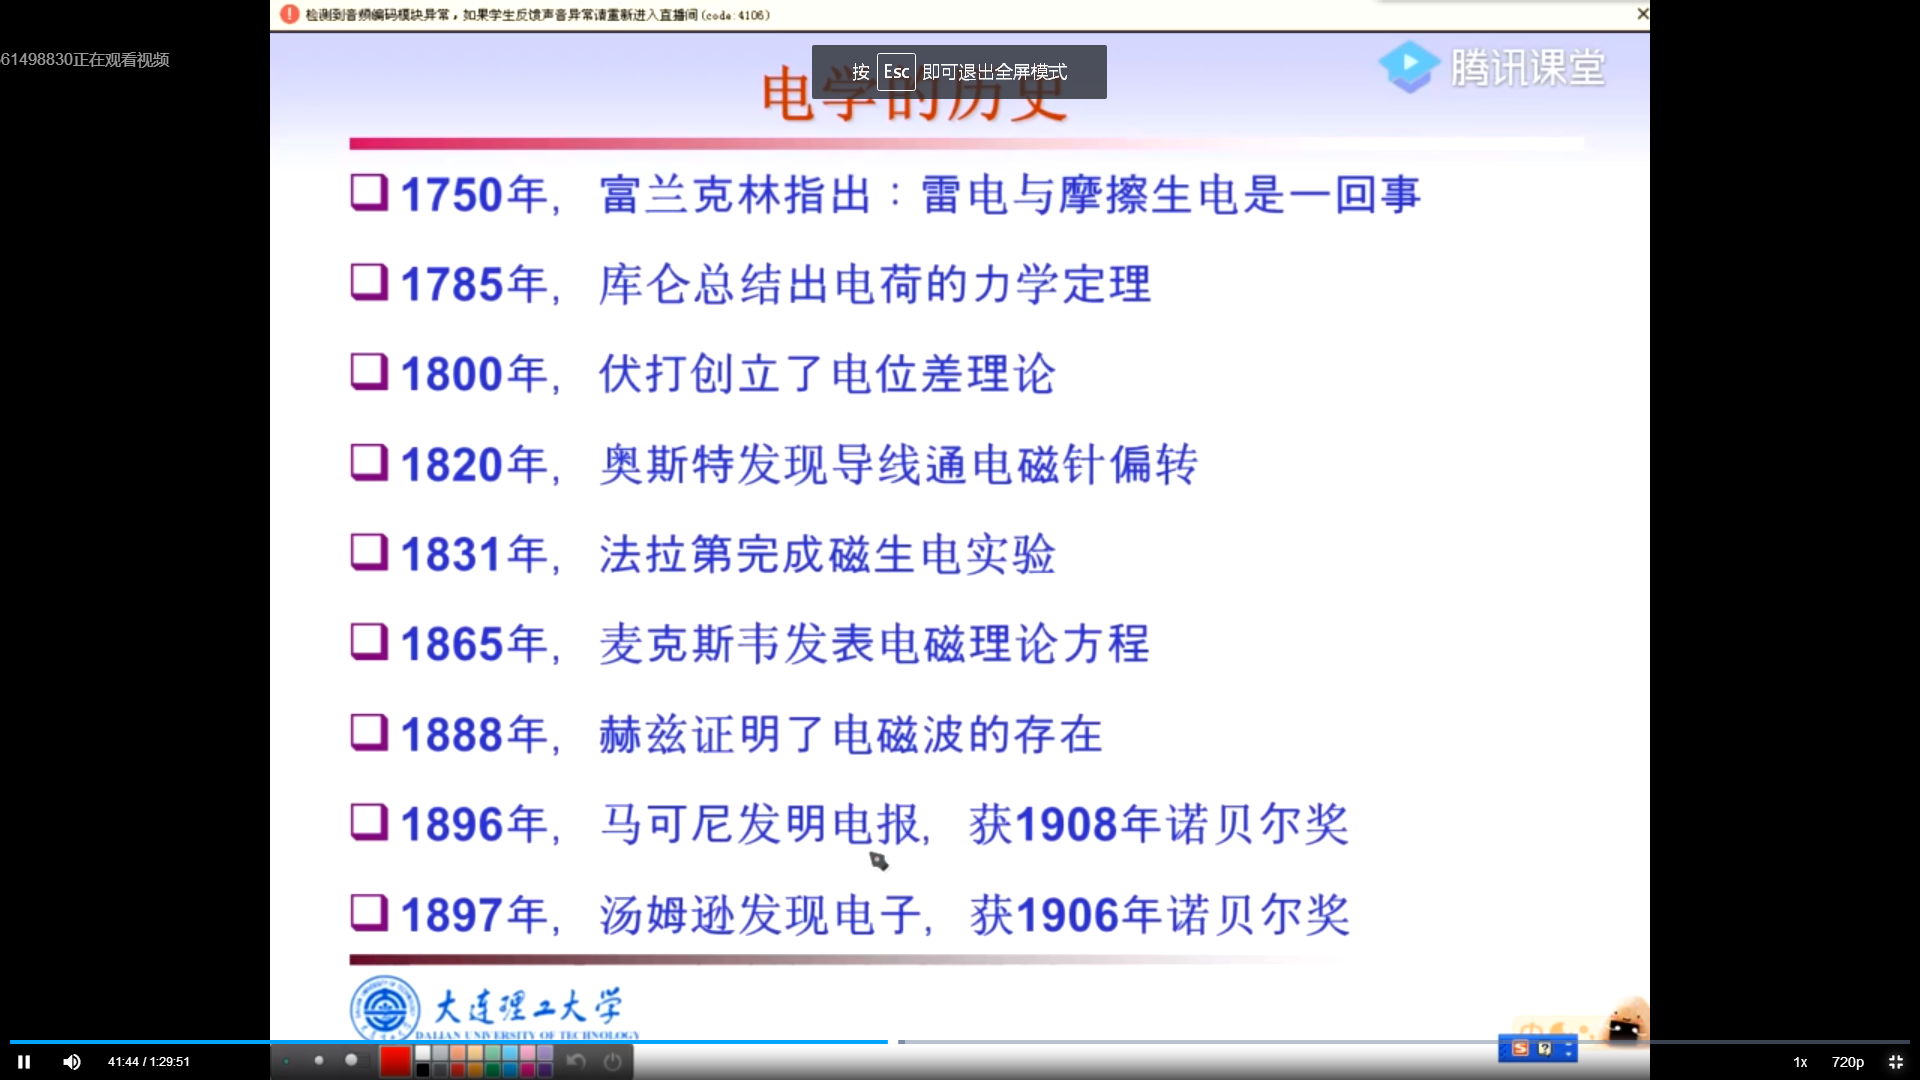 检测到音频编码模块异常，如果学生反馈声音异常请重新进入直播间(code:4106)
61498830正在观看视频
按 Esc 即可退出全屏模式
腾讯课堂
电学的历史
1750年，富兰克林指出：雷电与摩擦生电是一回事
1785年，库仑总结出电荷的力学定理
1800年，伏打创立了电位差理论
1820年，奥斯特发现导线通电磁针偏转
1831年，法拉第完成磁生电实验
1865年，麦克斯韦发表电磁理论方程
1888年，赫兹证明了电磁波的存在
1896年，马可尼发明电报，获1908年诺贝尔奖
1897年，汤姆逊发现电子，获1906年诺贝尔奖
大连理工大学
DALIAN UNIVERSITY OF TECHNOLOGY
41:44 / 1:29:51
1x
720p